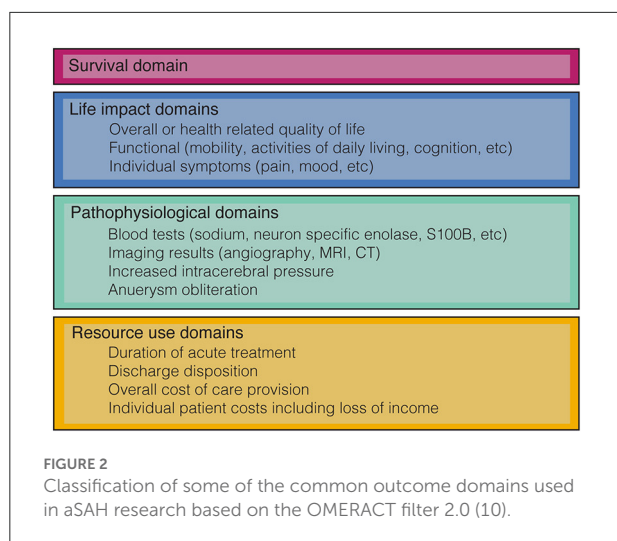 Survival domain
Life impact domains
Overall or health related quality of life
Functional (mobility, activities of daily living, cognition, etc)
Individual symptoms (pain, mood, etc)
Pathophysiological domains
Blood tests (sodium, neuron specific enolase, S100B, etc)
Imaging results (angiography, MRI, CT)
Increased intracerebral pressure
Anuerysm obliteration
Resource use domains
Duration of acute treatment
Discharge disposition
Overall cost of care provision
Individual patient costs including loss of income
FIGURE 2
Classification of some of the common outcome domains used
in aSAH research based on the OMERACT filter 2.0 (10).